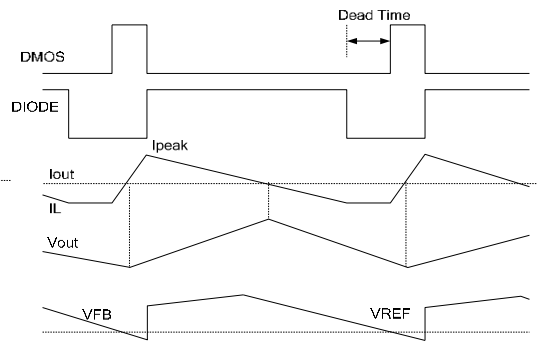 Dead Time
DMOS
DIODE
Ipeak
Iout
IL
Vout
VFB
VREF